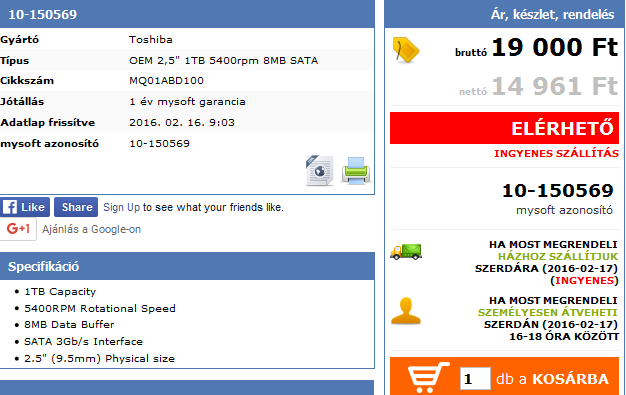 10-150569
Gyártó Toshiba
Típus OEM 2,5" 1TB 5400rpm 8MB SATA
Cikkszám MQ01ABD100
Jótállás 1 év mysoft garancia
Adatlap frissítve 2016. 02. 16. 9:03
mysoft azonosító 10-150569
Like Share Sign Up to see what your friends like.
G+1 Ajánlás a Google-on
Specifikáció
• 1TB Capacity
• 5400RPM Rotational Speed
• 8MB Data Buffer
• SATA 3Gb/s Interface
• 2.5" (9.5mm) Physical size
Ár, készlet, rendelés
bruttó 19 000 Ft
nettó 14 961 Ft
ELÉRHETŐ
INGYENES SZÁLLÍTÁS
10-150569
mysoft azonosító
HA MOST MEGRENDELI
HÁZHOZ SZÁLLÍTJUK
SZERDÁRA (2016-02-17)
(INGYENES)
HA MOST MEGRENDELI
SZEMÉLYESEN ÁTVEHETI
SZERDÁN (2016-02-17)
16-18 ÓRA KÖZÖTT
1 db a KOSÁRBA